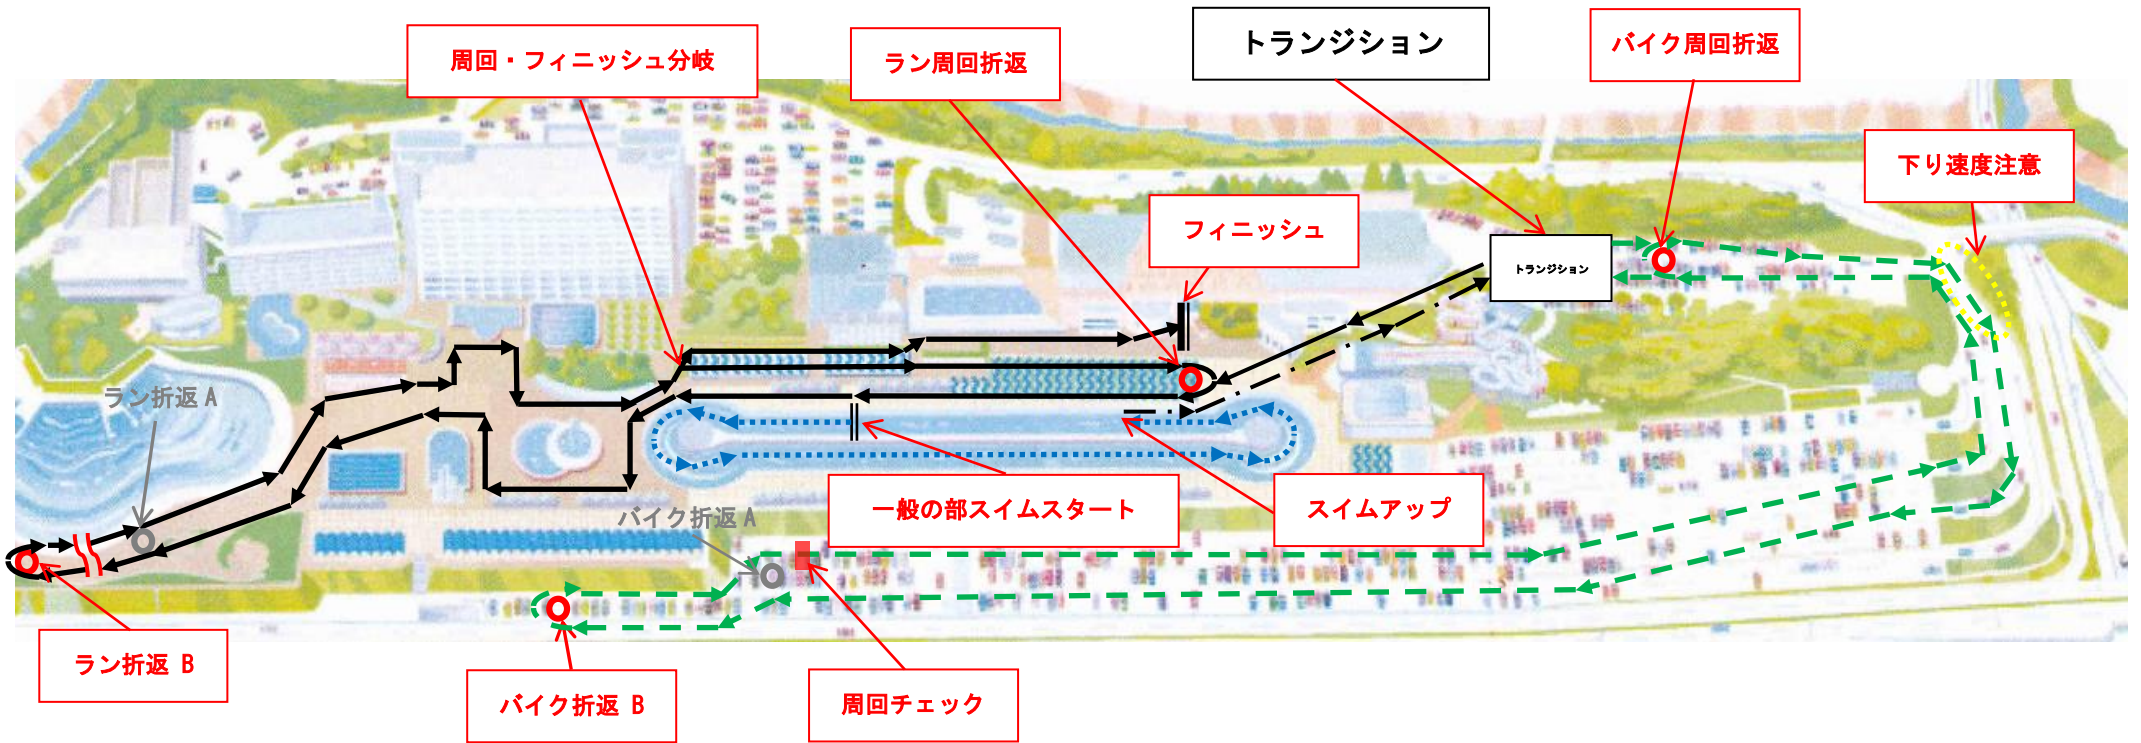 周回・フィニッシュ分岐
ラン周回折返
トランジション
バイク周回折返
下り速度注意
フィニッシュ
トランジション
ラン折返 A
一般の部スイムスタート
スイムアップ
バイク折返 A
ラン折返 B
バイク折返 B
周回チェック